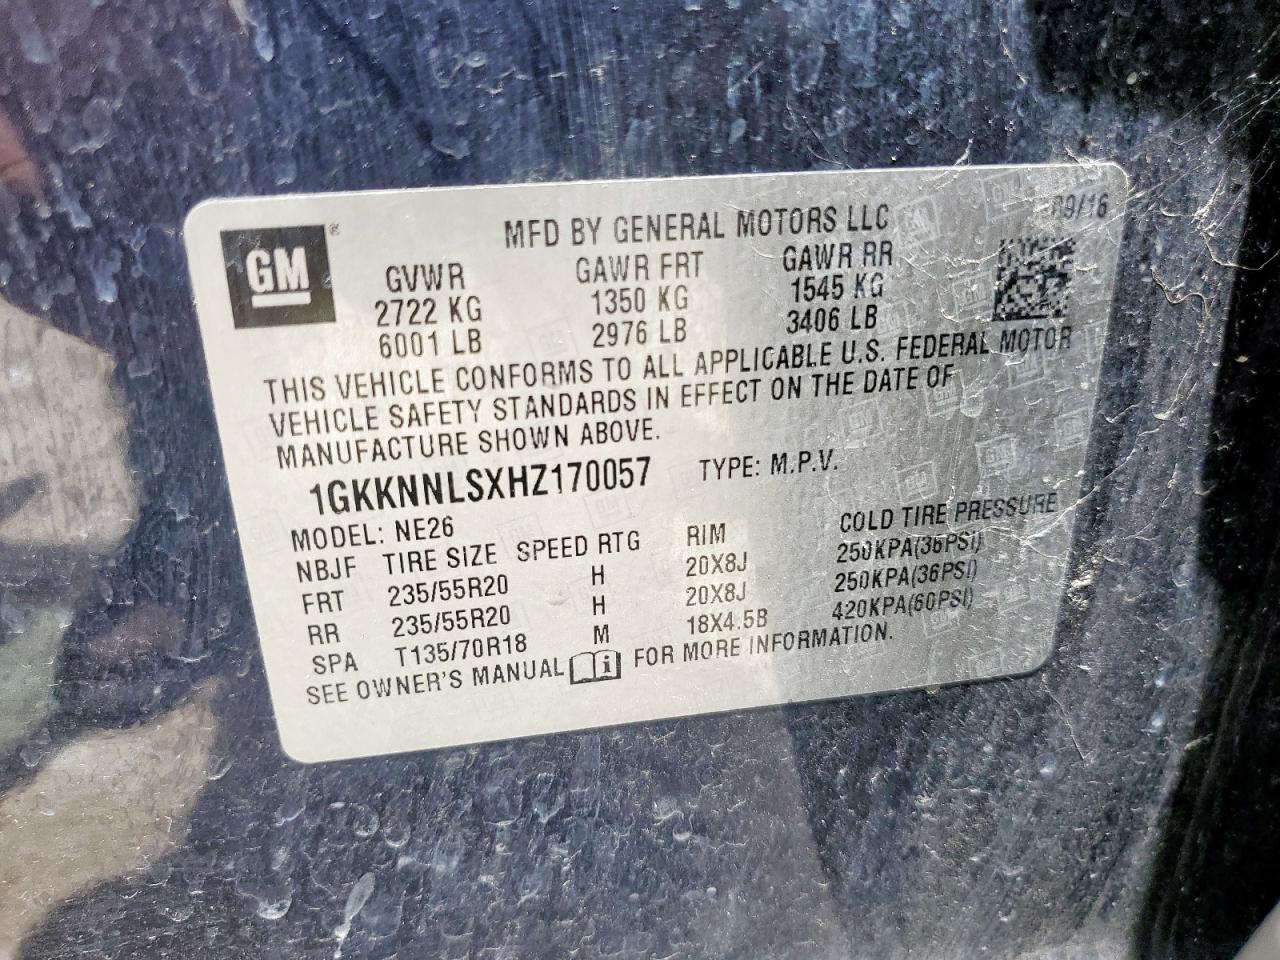 GM ®
MFD BY GENERAL MOTORS LLC 09/16
GVWR GAWR FRT GAWR RR
2722 KG 1350 KG 1545 KG
6001 LB 2976 LB 3406 LB
THIS VEHICLE CONFORMS TO ALL APPLICABLE U.S. FEDERAL MOTOR
VEHICLE SAFETY STANDARDS IN EFFECT ON THE DATE OF
MANUFACTURE SHOWN ABOVE.
1GKKNNLSXHZ170057 TYPE: M.P.V.
MODEL: NE26
NBJF TIRE SIZE SPEED RTG RIM COLD TIRE PRESSURE
FRT 235/55R20 H 20X8J 250KPA(36PSI)
RR 235/55R20 H 20X8J 250KPA(36PSI)
SPA T135/70R18 M 18X4.5B 420KPA(60PSI)
SEE OWNER'S MANUAL FOR MORE INFORMATION.